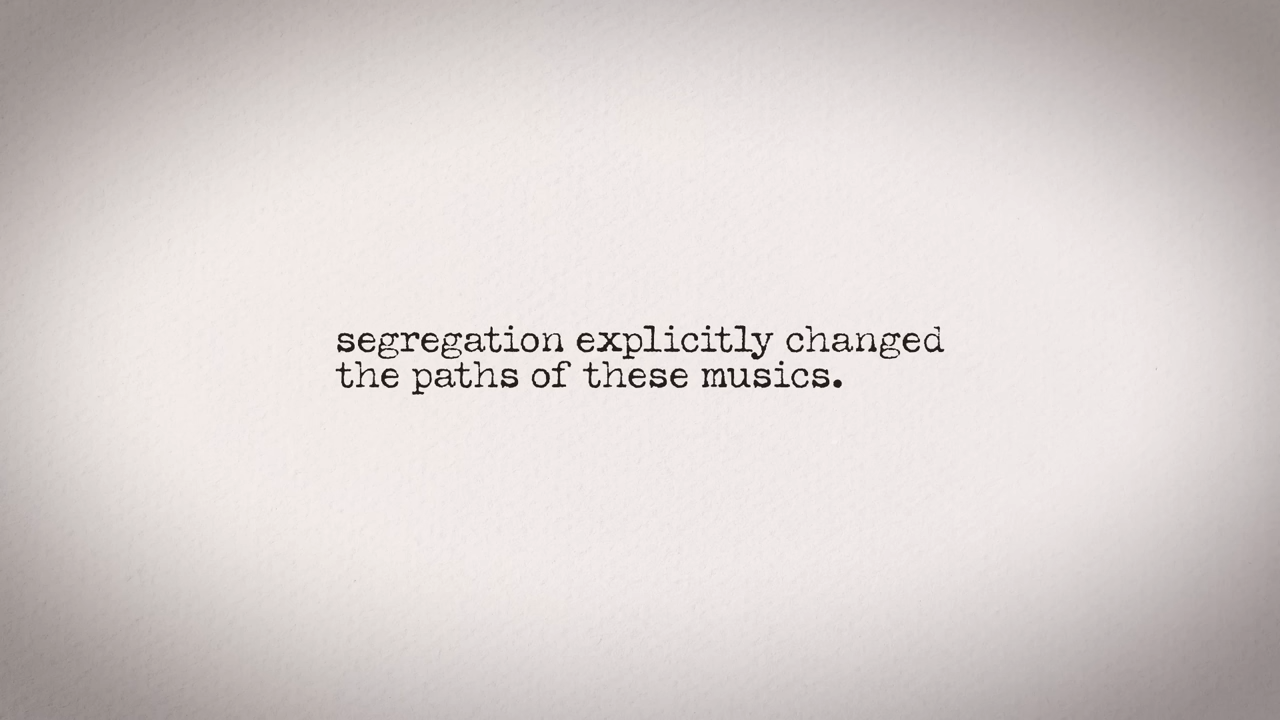 segregation explicitly changed
the paths of these musics.